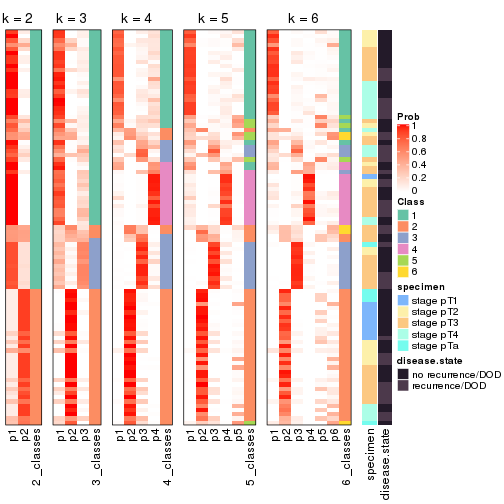 k = 2
k = 3
k = 4
k = 5
k = 6
p1
p2
2_classes
p1
p2
p3
3_classes
p1
p2
p3
p4
4_classes
p1
p2
p3
p4
p5
5_classes
p1
p2
p3
p4
p5
p6
6_classes
specimen
disease.state
Prob
1
0.8
0.6
0.4
0.2
0
Class
1
2
3
4
5
6
specimen
stage pT1
stage pT2
stage pT3
stage pT4
stage pTa
disease.state
no recurrence/DOD
recurrence/DOD